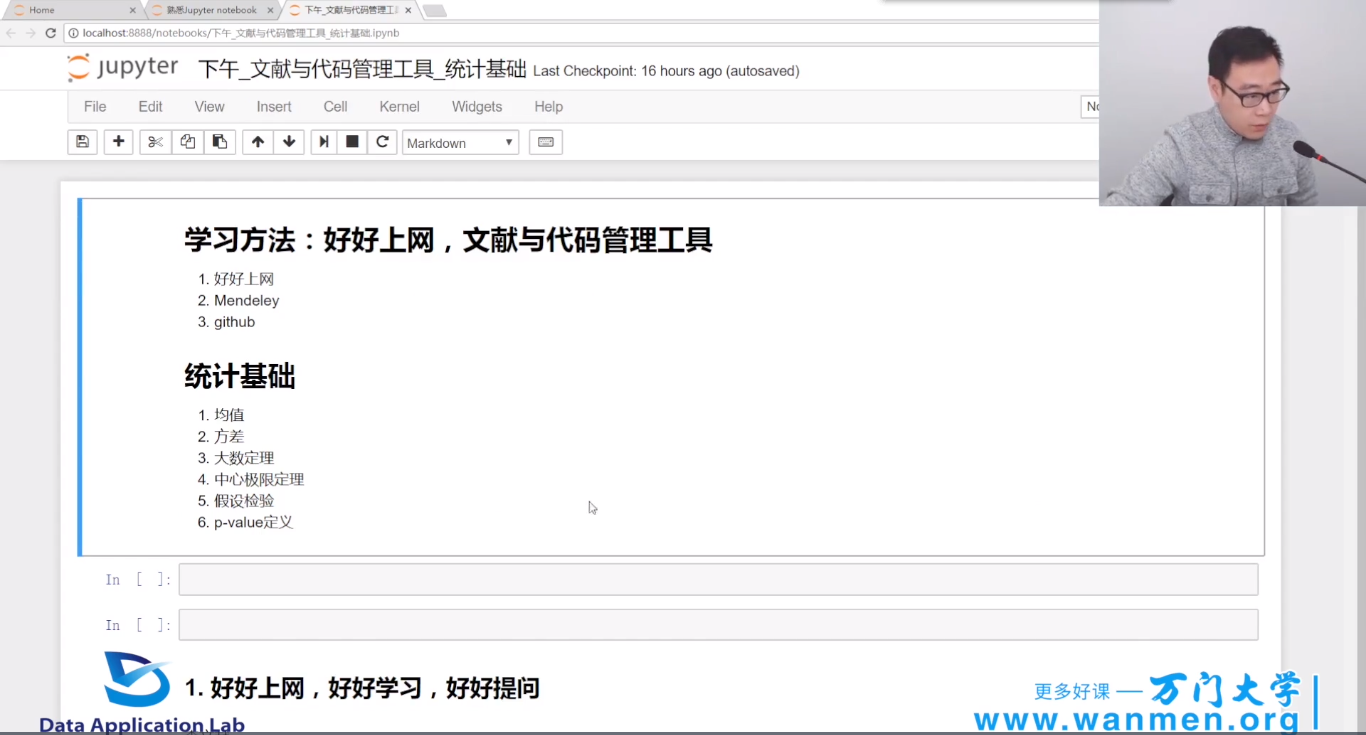 Home
熟悉Jupyter notebook
下午_文献与代码管理工具
localhost:8888/notebooks/下午_文献与代码管理工具_统计基础.ipynb
jupyter 下午_文献与代码管理工具_统计基础 Last Checkpoint: 16 hours ago (autosaved)
File Edit View Insert Cell Kernel Widgets Help
Markdown
学习方法：好好上网，文献与代码管理工具
1. 好好上网
2. Mendeley
3. github
统计基础
1. 均值
2. 方差
3. 大数定理
4. 中心极限定理
5. 假设检验
6. p-value定义
In [ ]:
In [ ]:
1. 好好上网，好好学习，好好提问
Data Application Lab
更多好课 — 万门大学
www.wanmen.org